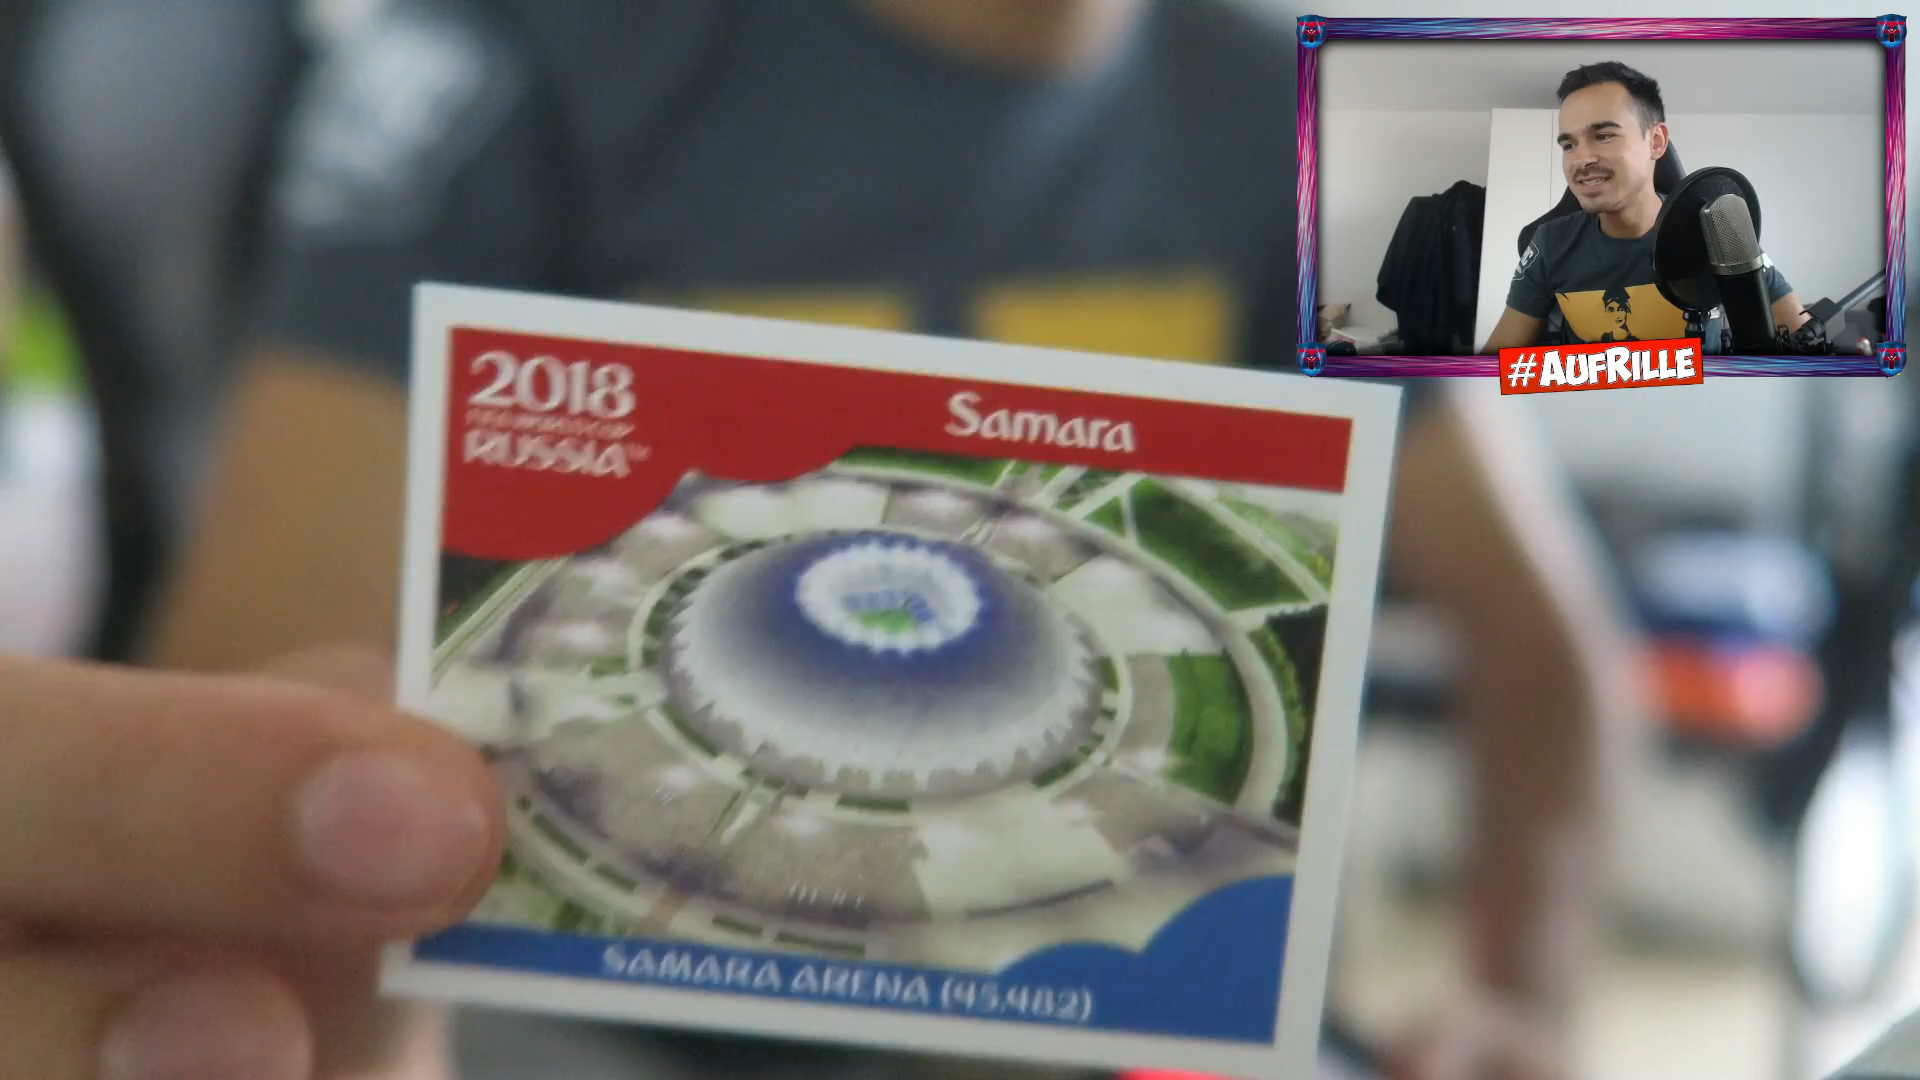 2018
RUSSIA
Samara
SAMARA ARENA (45,482)
#AUFRILLE